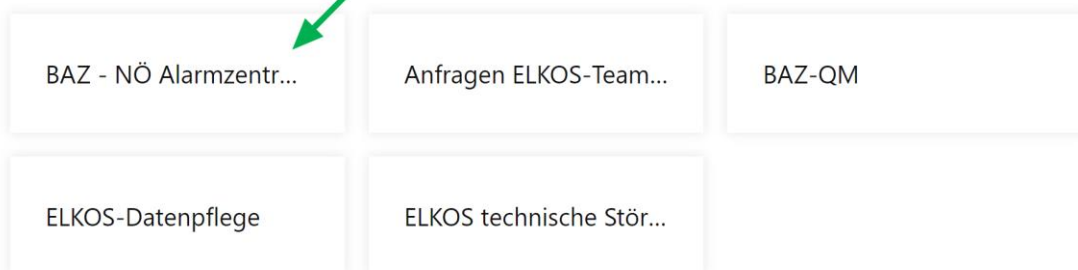 BAZ - NÖ Alarmzentr...
Anfragen ELKOS-Team...
BAZ-QM
ELKOS-Datenpflege
ELKOS technische Stör...